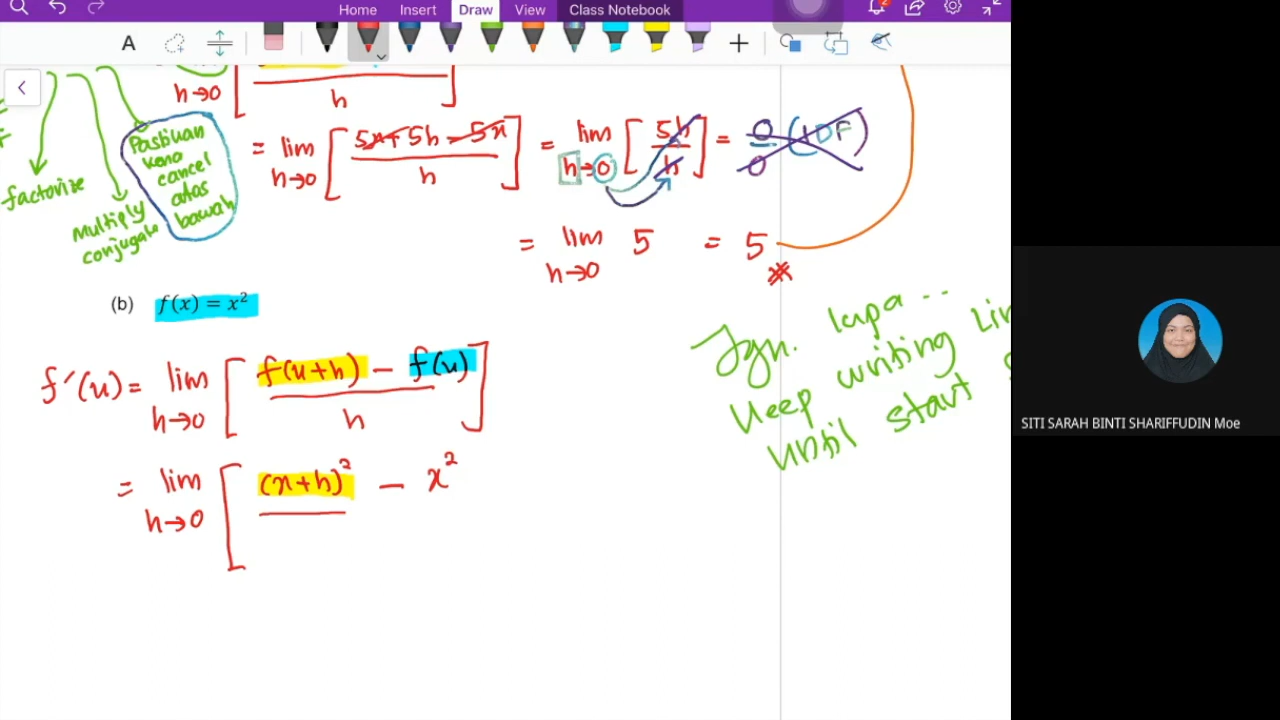 Home Insert Draw View Class Notebook
2
A
h→0 [ h ]
factorize
Multiply conjugate
Pastikan
kena
cancel
atas
bawah
= lim h→0 [ 5x + 5h - 5x / h ] = lim h→0 [ 5h / h ] = 0/0 (IDF)
= lim h→0 5 = 5
(b) f(x) = x²
Jgn. lupa ..
keep writing Lim
until start
f'(x) = lim h→0 [ f(x+h) - f(x) / h ]
= lim h→0 [ (x+h)² - x²
SITI SARAH BINTI SHARIFFUDIN Moe